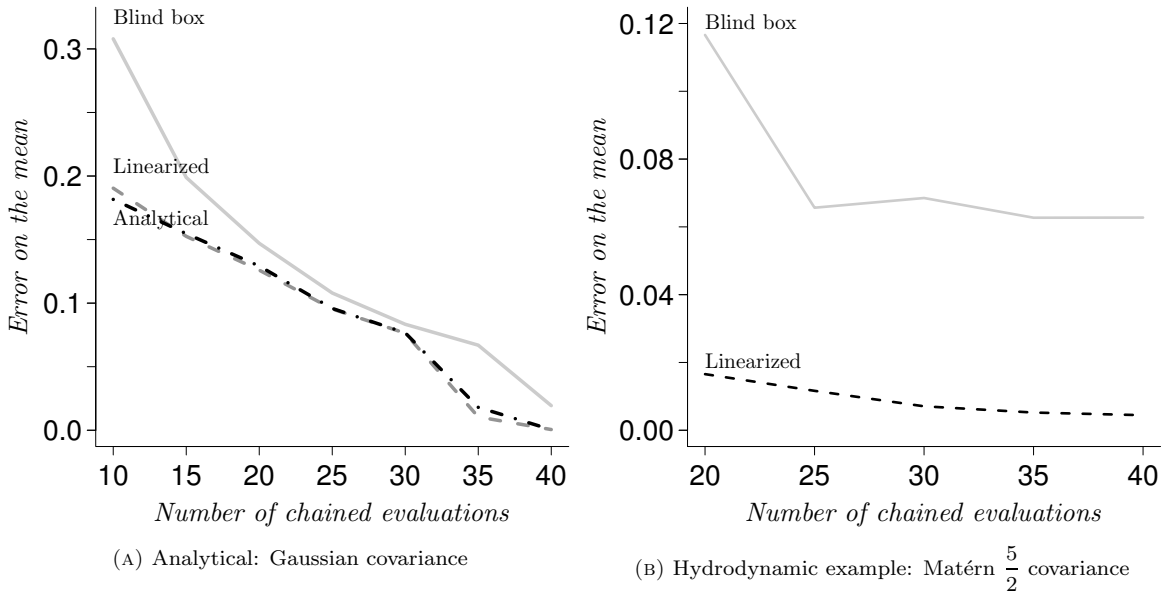 Blind box
Linearized
Analytical
0.3
0.2
0.1
0.0
Error on the mean
10 15 20 25 30 35 40
Number of chained evaluations
(A) Analytical: Gaussian covariance
Blind box
Linearized
0.12
0.08
0.04
0.00
Error on the mean
20 25 30 35 40
Number of chained evaluations
(B) Hydrodynamic example: Matérn 5/2 covariance